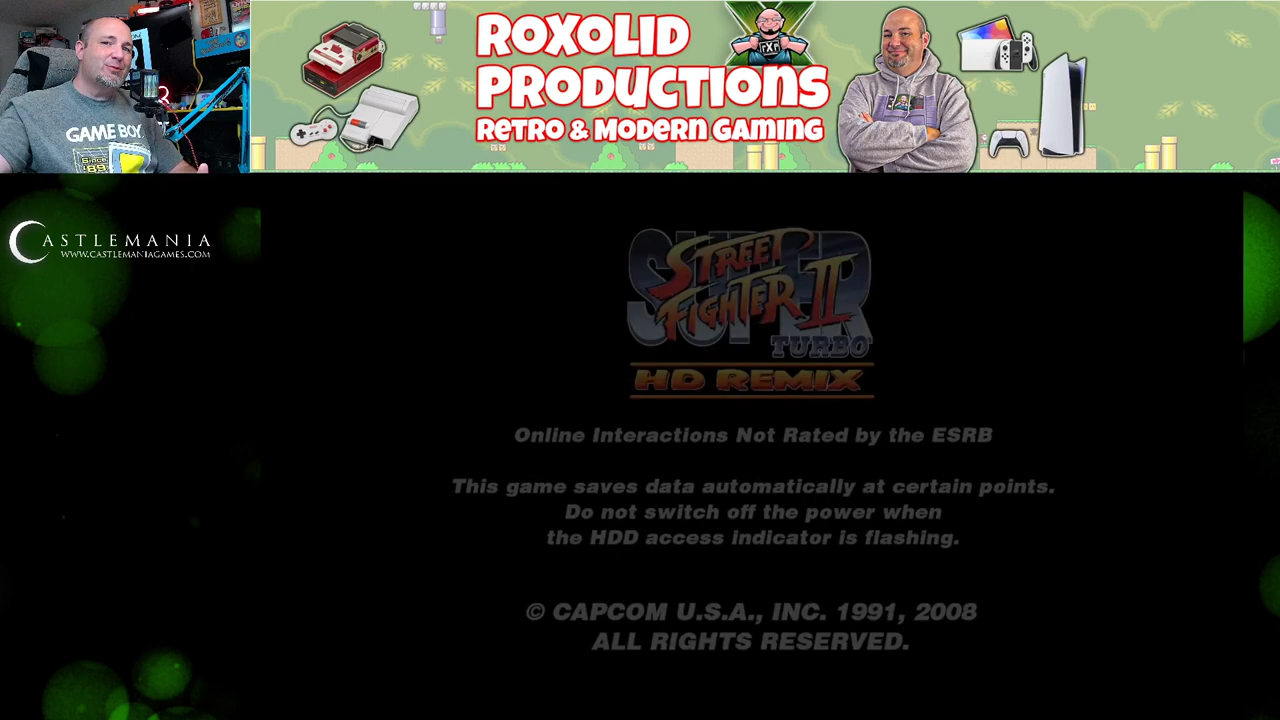 ROXOLID
PRODUCTIONS
RETRO & MODERN GAMING
GAME BOY
Since
'89
CASTLEMANIA
WWW.CASTLEMANIAGAMES.COM
SUPER
STREET
FIGHTER II
TURBO
HD REMIX
Online Interactions Not Rated by the ESRB
This game saves data automatically at certain points.
Do not switch off the power when
the HDD access indicator is flashing.
© CAPCOM U.S.A., INC. 1991, 2008
ALL RIGHTS RESERVED.